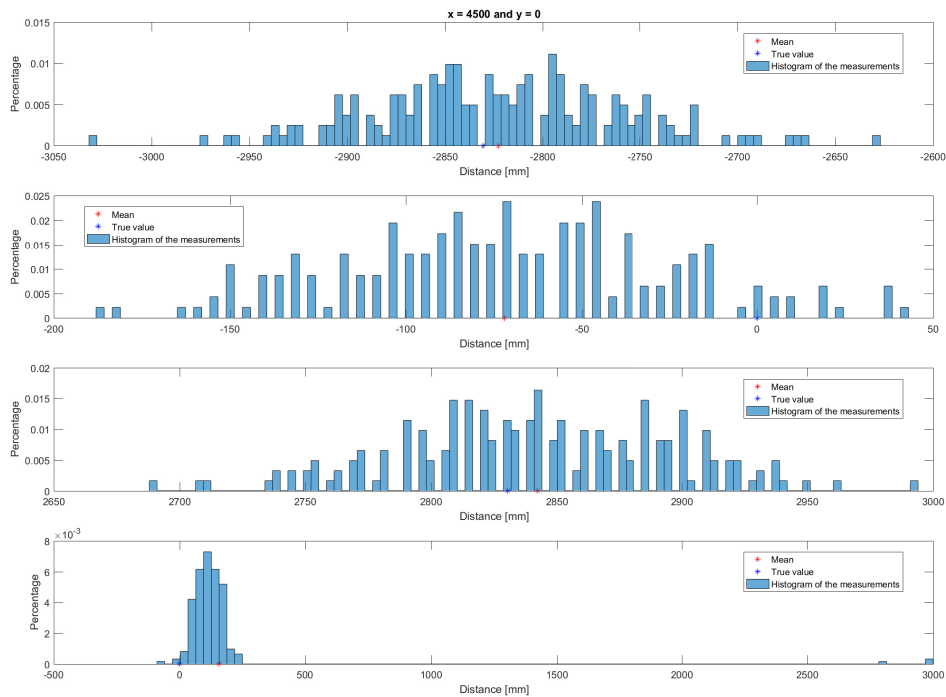 x = 4500 and y = 0
0.015
0.01
0.005
0
Percentage
Mean
True value
Histogram of the measurements
-3050 -3000 -2950 -2900 -2850 -2800 -2750 -2700 -2650 -2600
Distance [mm]
0.025
0.02
0.015
0.01
0.005
0
Percentage
Mean
True value
Histogram of the measurements
-200 -150 -100 -50 0 50
Distance [mm]
0.02
0.015
0.01
0.005
0
Percentage
Mean
True value
Histogram of the measurements
2650 2700 2750 2800 2850 2900 2950 3000
Distance [mm]
×10^-3
8
6
4
2
0
Percentage
Mean
True value
Histogram of the measurements
-500 0 500 1000 1500 2000 2500 3000
Distance [mm]